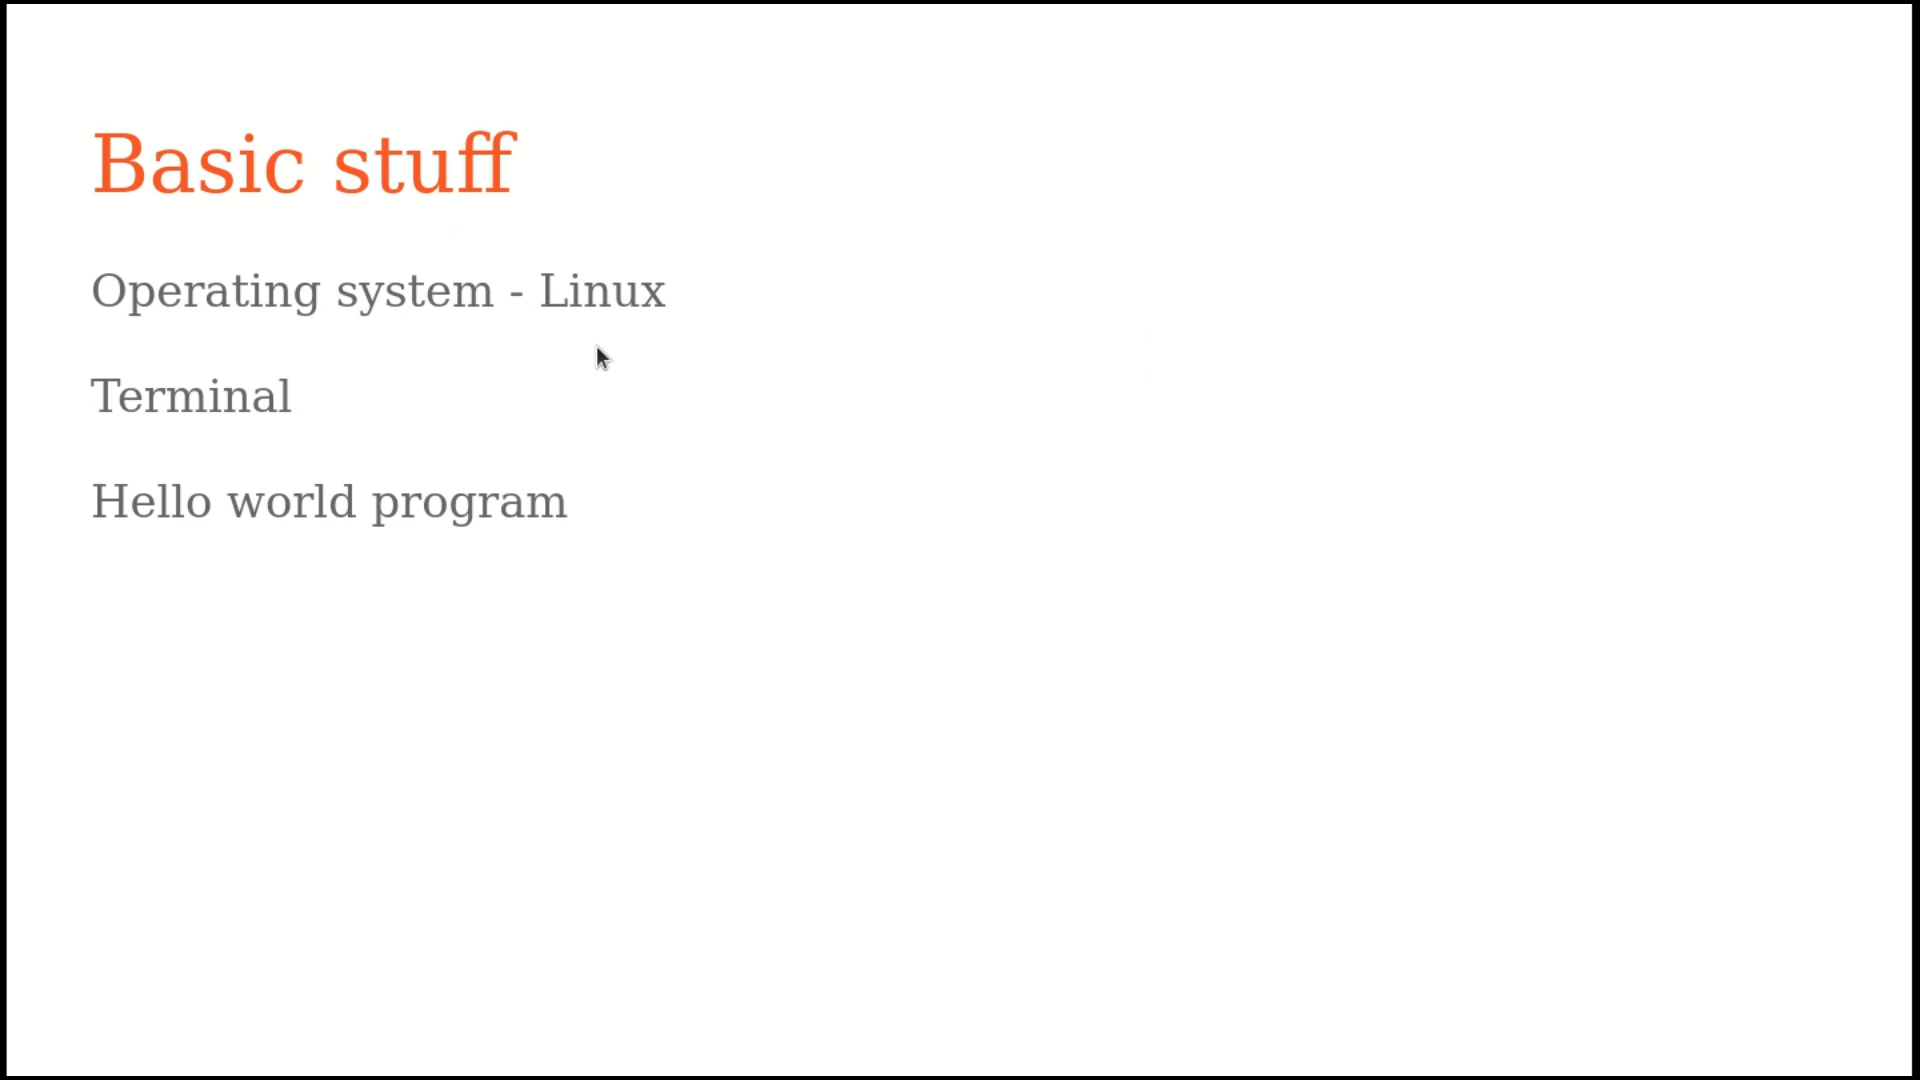 Basic stuff
Operating system - Linux
Terminal
Hello world program